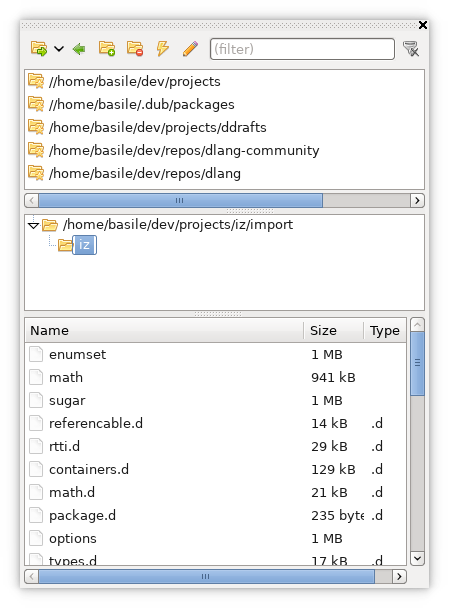 (filter)
//home/basile/dev/projects
//home/basile/.dub/packages
/home/basile/dev/projects/ddrafts
/home/basile/dev/repos/dlang-community
/home/basile/dev/repos/dlang
/home/basile/dev/projects/iz/import
iz
Name Size Type
enumset 1 MB
math 941 kB
sugar 1 MB
referencable.d 14 kB .d
rtti.d 29 kB .d
containers.d 129 kB .d
math.d 21 kB .d
package.d 235 byte .d
options 1 MB
types.d 17 kB .d